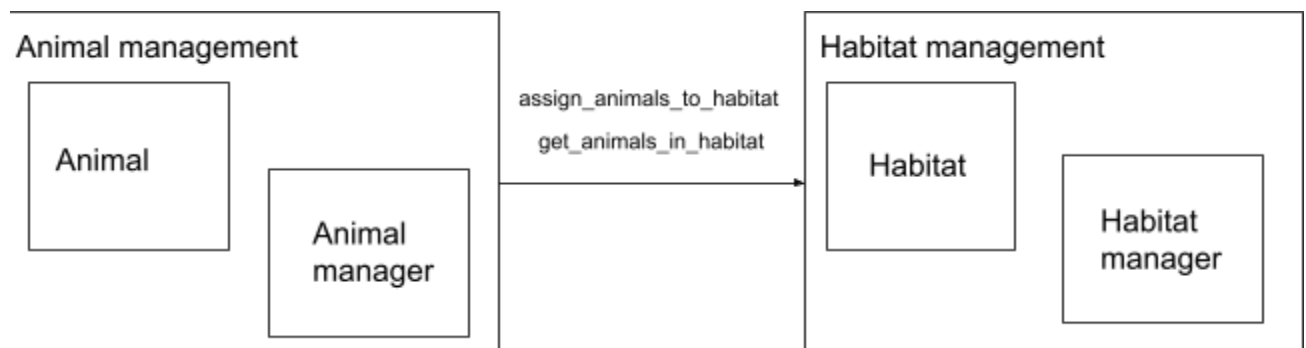 Animal management
Animal
Animal
manager
assign_animals_to_habitat
get_animals_in_habitat
Habitat management
Habitat
Habitat
manager